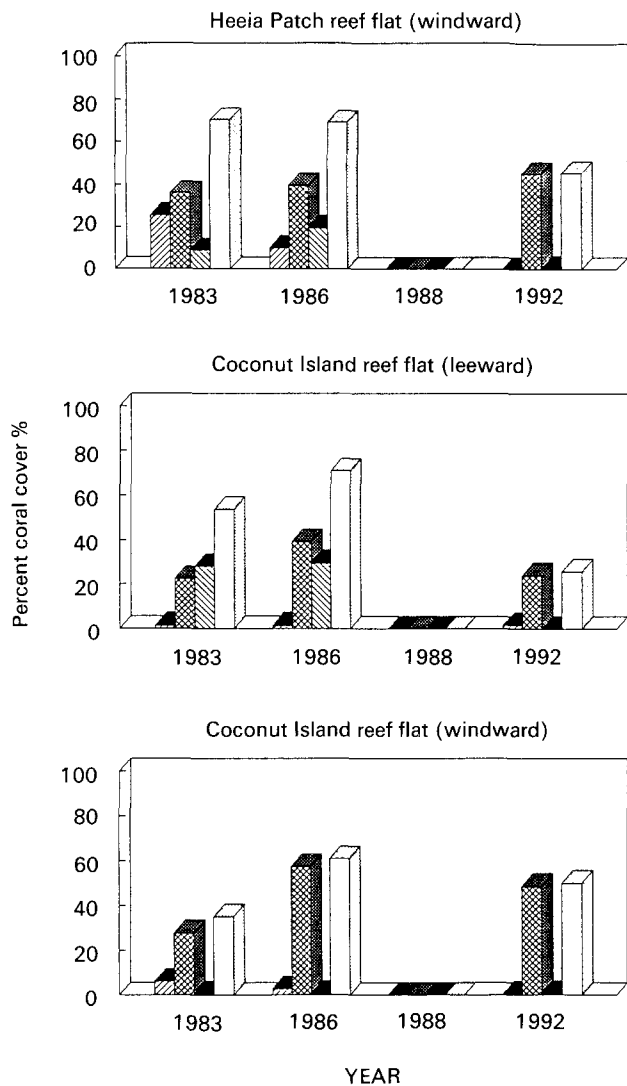 Heeia Patch reef flat (windward)
100
80
60
40
20
0
1983 1986 1988 1992
Coconut Island reef flat (leeward)
Percent coral cover %
100
80
60
40
20
0
1983 1986 1988 1992
Coconut Island reef flat (windward)
100
80
60
40
20
0
1983 1986 1988 1992
YEAR